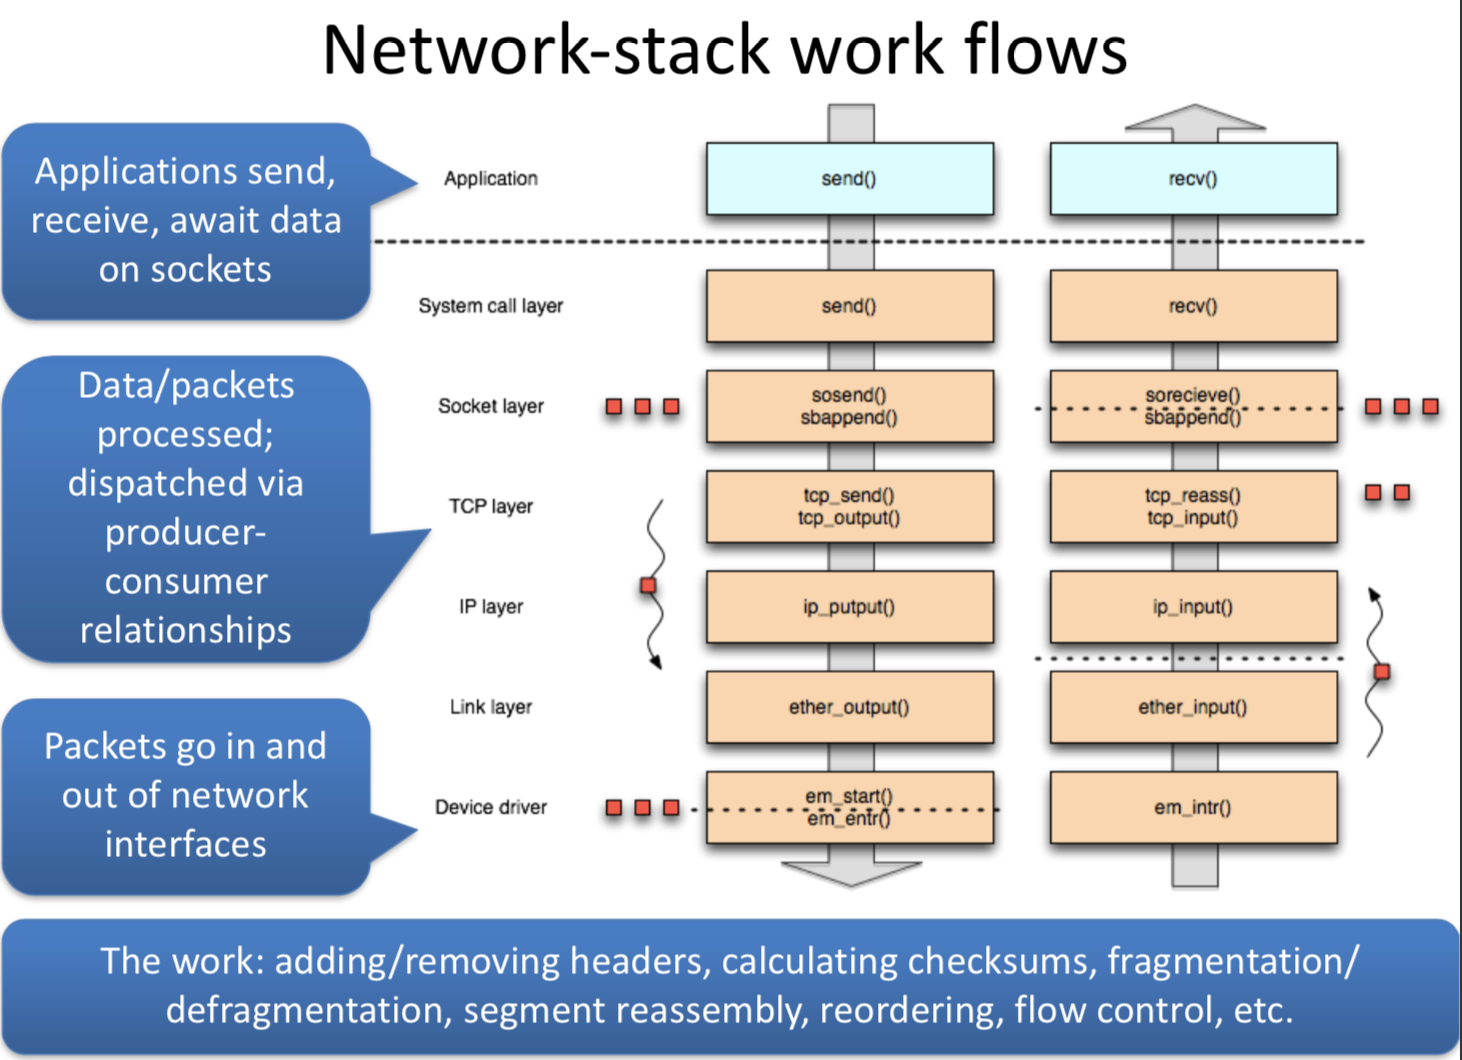 Network-stack work flows
Applications send,
receive, await data
on sockets
Data/packets
processed;
dispatched via
producer-
consumer
relationships
Packets go in and
out of network
interfaces
Application
send()
recv()
System call layer
send()
recv()
Socket layer
sosend()
sbappend()
sorecieve()
sbappend()
TCP layer
tcp_send()
tcp_output()
tcp_reass()
tcp_input()
IP layer
ip_putput()
ip_input()
Link layer
ether_output()
ether_input()
Device driver
em_start()
em_entr()
em_intr()
The work: adding/removing headers, calculating checksums, fragmentation/
defragmentation, segment reassembly, reordering, flow control, etc.